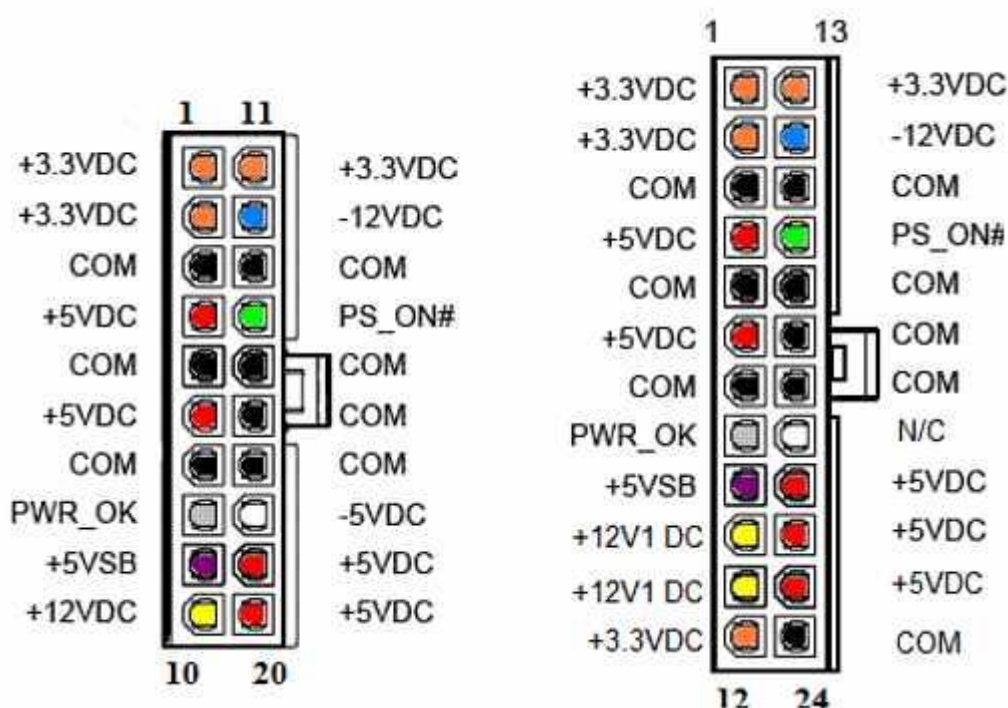 1 11
+3.3VDC +3.3VDC
+3.3VDC -12VDC
COM COM
+5VDC PS_ON#
COM COM
+5VDC COM
COM COM
PWR_OK -5VDC
+5VSB +5VDC
+12VDC +5VDC
10 20
1 13
+3.3VDC +3.3VDC
+3.3VDC -12VDC
COM COM
+5VDC PS_ON#
COM COM
+5VDC COM
COM COM
PWR_OK N/C
+5VSB +5VDC
+12V1 DC +5VDC
+12V1 DC +5VDC
+3.3VDC COM
12 24